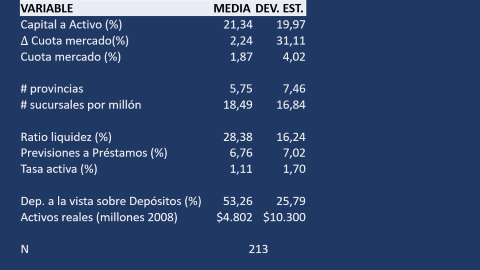 VARIABLE MEDIA DEV. EST.
Capital a Activo (%) 21,34 19,97
Δ Cuota mercado(%) 2,24 31,11
Cuota mercado (%) 1,87 4,02
# provincias 5,75 7,46
# sucursales por millón 18,49 16,84
Ratio liquidez (%) 28,38 16,24
Previsiones a Préstamos (%) 6,76 7,02
Tasa activa (%) 1,11 1,70
Dep. a la vista sobre Depósitos (%) 53,26 25,79
Activos reales (millones 2008) $4.802 $10.300
N 213